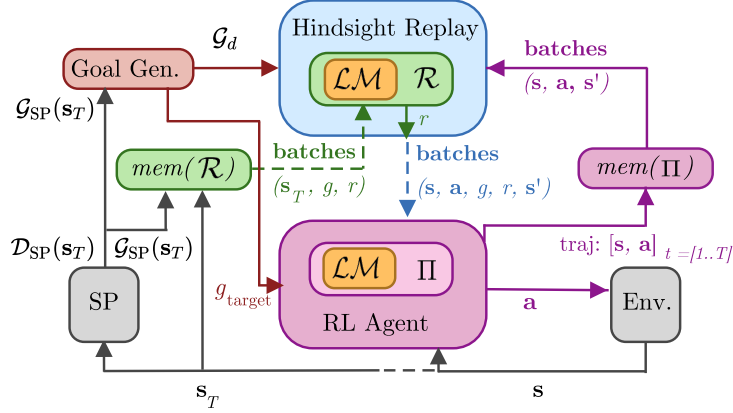 Hindsight Replay
𝒢_d
batches
Goal Gen.
ℒℳ ℛ
(s, a, s')
𝒢_SP(s_T)
r
batches
batches
mem(ℛ)
mem(Π)
(s_T, g, r)
(s, a, g, r, s')
𝒟_SP(s_T) 𝒢_SP(s_T)
traj: [s, a] t =[1..T]
ℒℳ Π
g_target
SP
a
Env.
RL Agent
s_T
s